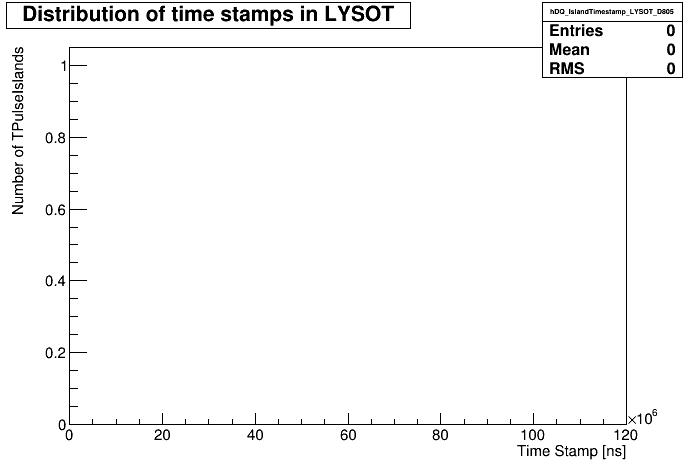 Distribution of time stamps in LYSOT
hDQ_IslandTimestamp_LYSOT_D805
Entries 0
Mean 0
RMS 0
Number of TPulseIslands
1
0.8
0.6
0.4
0.2
0
0 20 40 60 80 100 120
×10⁶
Time Stamp [ns]